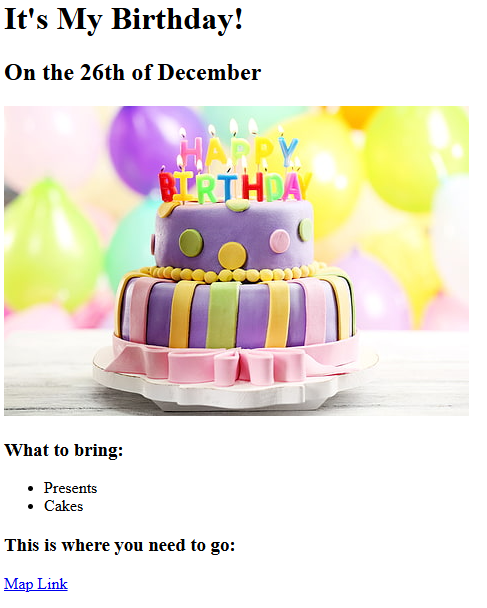 It's My Birthday!
On the 26th of December
HAPPY
BIRTHDAY
What to bring:
Presents
Cakes
This is where you need to go:
Map Link